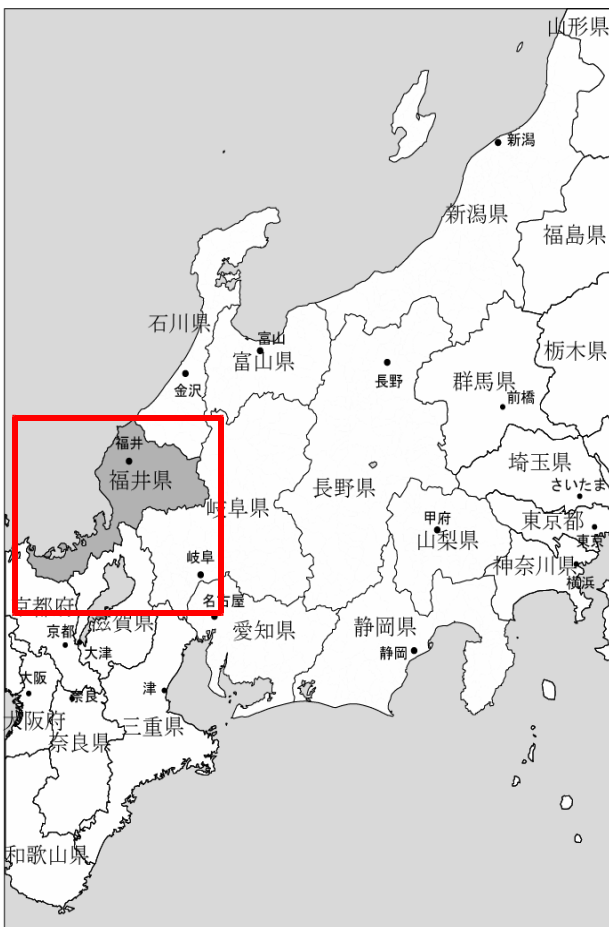 山形県
新潟
新潟県
福島県
石川県
富山
富山県
栃木県
長野
群馬県
金沢
前橋
福井
福井県
埼玉県
さいたま
長野県
岐阜県
甲府
山梨県
東京都
東京
神奈川県
横浜
岐阜
京都府
滋賀県
名古屋
愛知県
静岡県
京都
大津
静岡
大阪
奈良
津
大阪府
三重県
奈良県
和歌山県